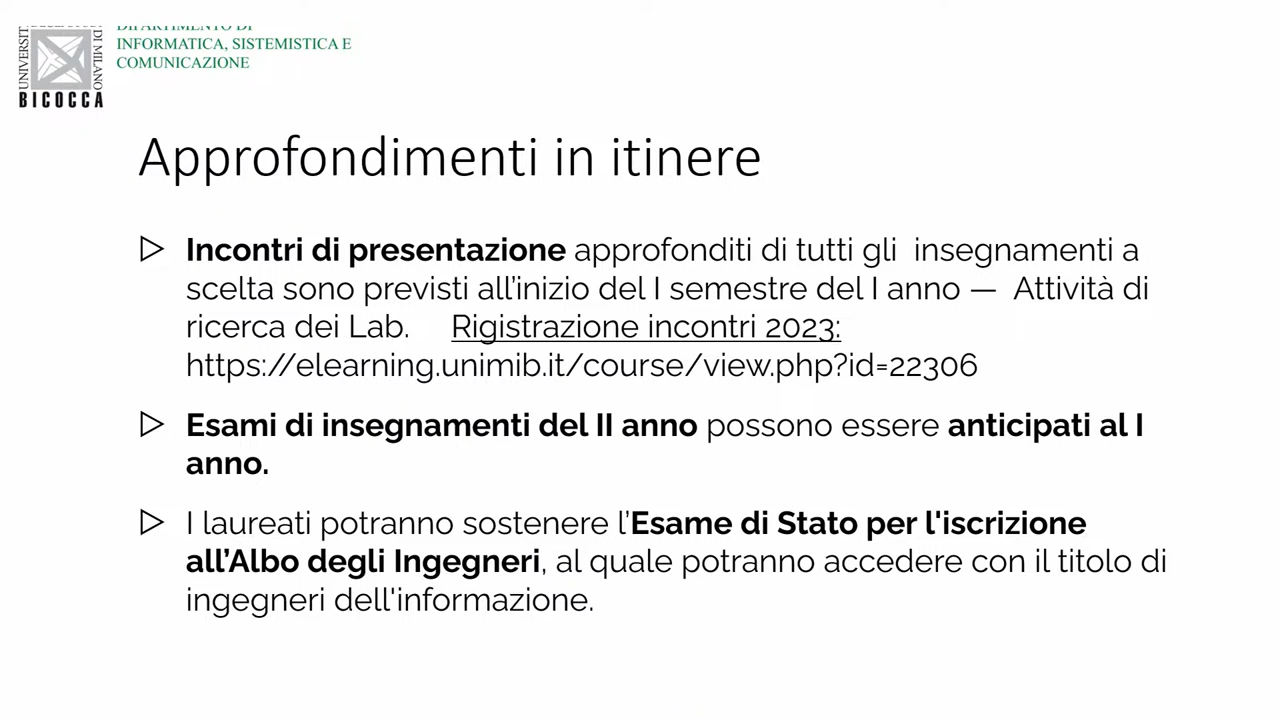 UNIVERSIT
DI MILANO
BICOCCA
DIPARTIMENTO DI
INFORMATICA, SISTEMISTICA E
COMUNICAZIONE
Approfondimenti in itinere
Incontri di presentazione approfonditi di tutti gli insegnamenti a
scelta sono previsti all’inizio del I semestre del I anno — Attività di
ricerca dei Lab. Rigistrazione incontri 2023:
https://elearning.unimib.it/course/view.php?id=22306
Esami di insegnamenti del II anno possono essere anticipati al I
anno.
I laureati potranno sostenere l’Esame di Stato per l'iscrizione
all’Albo degli Ingegneri, al quale potranno accedere con il titolo di
ingegneri dell'informazione.